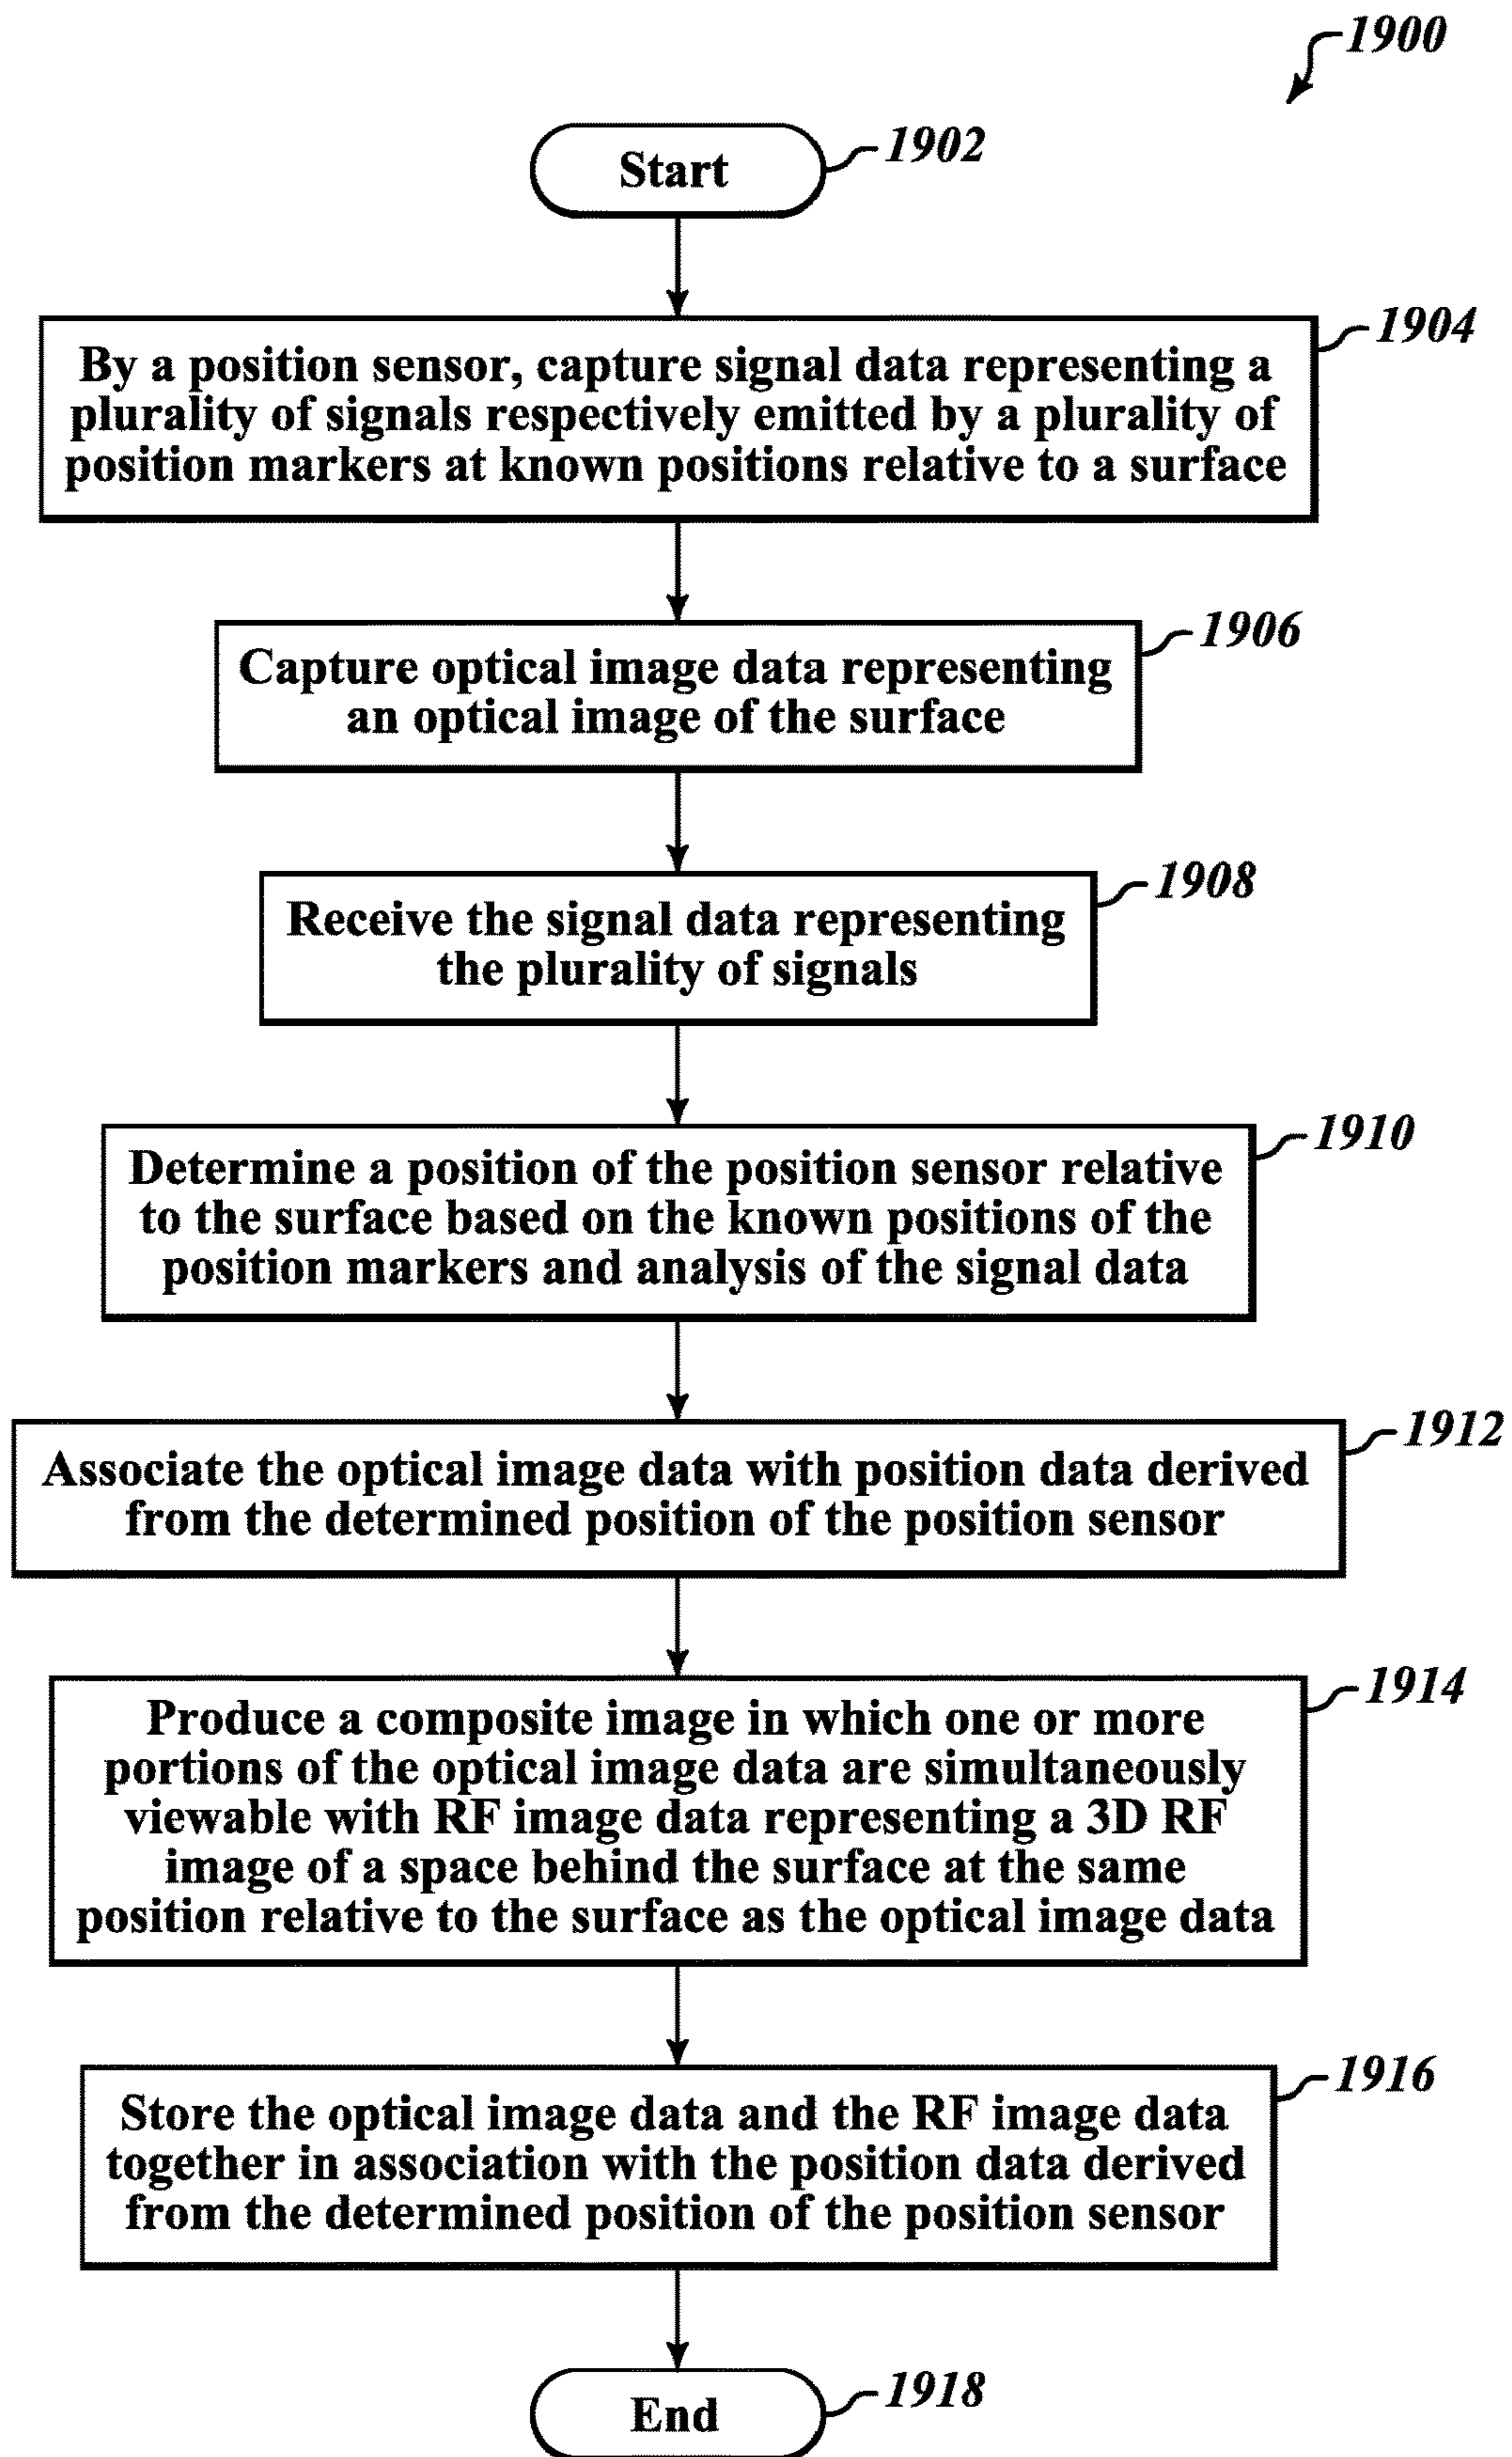 1900
Start
1902
1904
By a position sensor, capture signal data representing a
plurality of signals respectively emitted by a plurality of
position markers at known positions relative to a surface
1906
Capture optical image data representing
an optical image of the surface
1908
Receive the signal data representing
the plurality of signals
1910
Determine a position of the position sensor relative
to the surface based on the known positions of the
position markers and analysis of the signal data
1912
Associate the optical image data with position data derived
from the determined position of the position sensor
1914
Produce a composite image in which one or more
portions of the optical image data are simultaneously
viewable with RF image data representing a 3D RF
image of a space behind the surface at the same
position relative to the surface as the optical image data
1916
Store the optical image data and the RF image data
together in association with the position data derived
from the determined position of the position sensor
End
1918